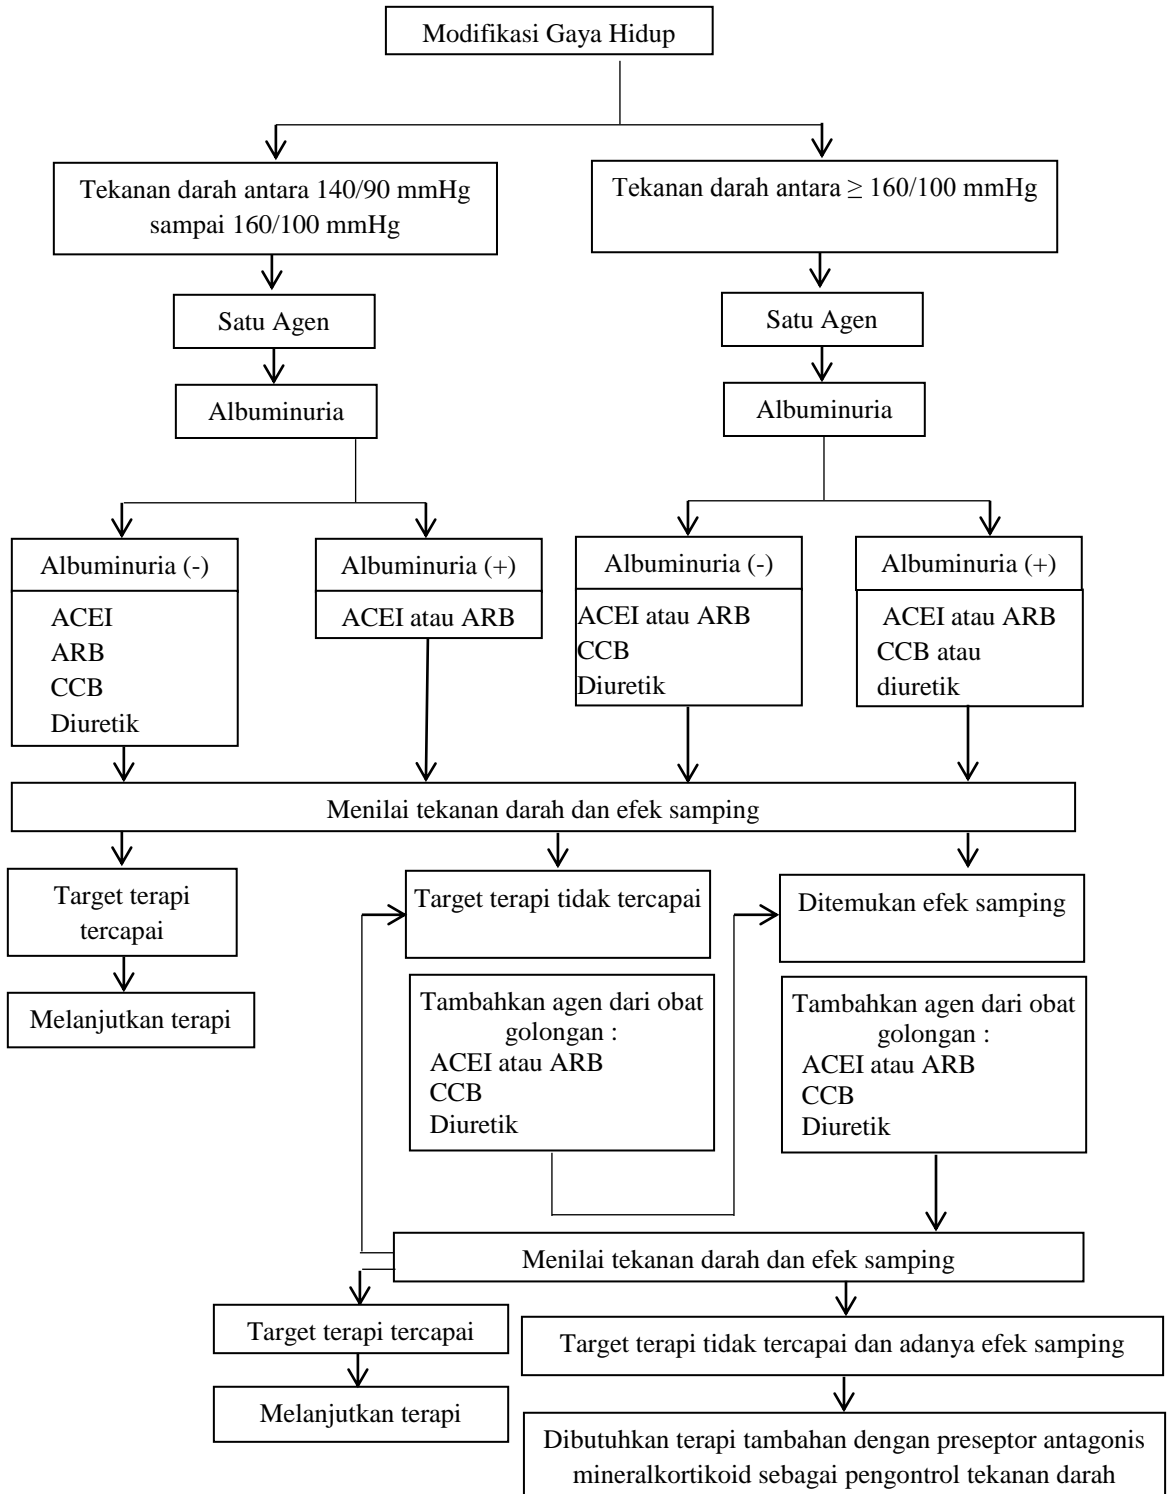 Modifikasi Gaya Hidup
Tekanan darah antara 140/90 mmHg
sampai 160/100 mmHg
Tekanan darah antara ≥ 160/100 mmHg
Satu Agen
Satu Agen
Albuminuria
Albuminuria
Albuminuria (-)
ACEI
ARB
CCB
Diuretik
Albuminuria (+)
ACEI atau ARB
Albuminuria (-)
ACEI atau ARB
CCB
Diuretik
Albuminuria (+)
ACEI atau ARB
CCB atau
diuretik
Menilai tekanan darah dan efek samping
Target terapi
tercapai
Melanjutkan terapi
Target terapi tidak tercapai
Tambahkan agen dari obat
golongan :
ACEI atau ARB
CCB
Diuretik
Ditemukan efek samping
Tambahkan agen dari obat
golongan :
ACEI atau ARB
CCB
Diuretik
Menilai tekanan darah dan efek samping
Target terapi tercapai
Melanjutkan terapi
Target terapi tidak tercapai dan adanya efek samping
Dibutuhkan terapi tambahan dengan preseptor antagonis
mineralkortikoid sebagai pengontrol tekanan darah